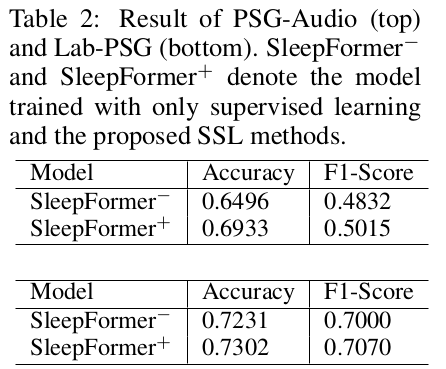 Table 2: Result of PSG-Audio (top)
and Lab-PSG (bottom). SleepFormer⁻
and SleepFormer⁺ denote the model
trained with only supervised learning
and the proposed SSL methods.
Model Accuracy F1-Score
SleepFormer⁻ 0.6496 0.4832
SleepFormer⁺ 0.6933 0.5015
Model Accuracy F1-Score
SleepFormer⁻ 0.7231 0.7000
SleepFormer⁺ 0.7302 0.7070